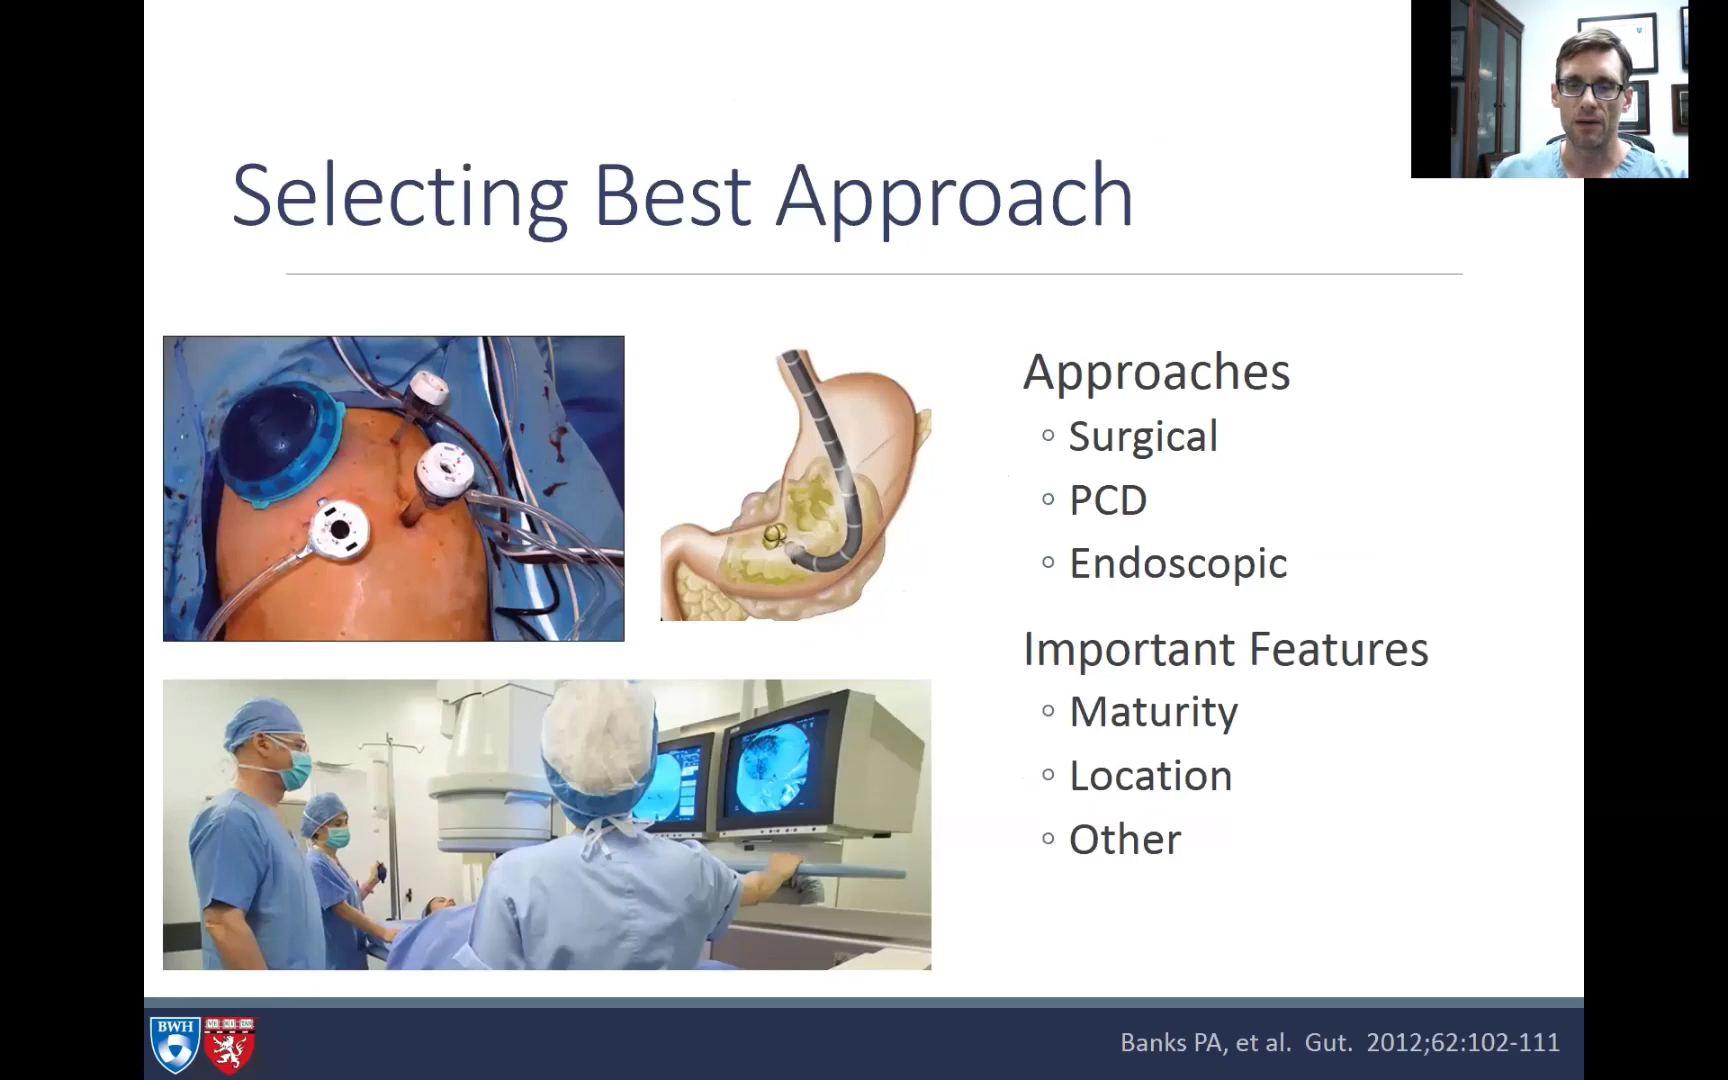 Selecting Best Approach
Approaches
Surgical
PCD
Endoscopic
Important Features
Maturity
Location
Other
BWH
Banks PA, et al. Gut. 2012;62:102-111